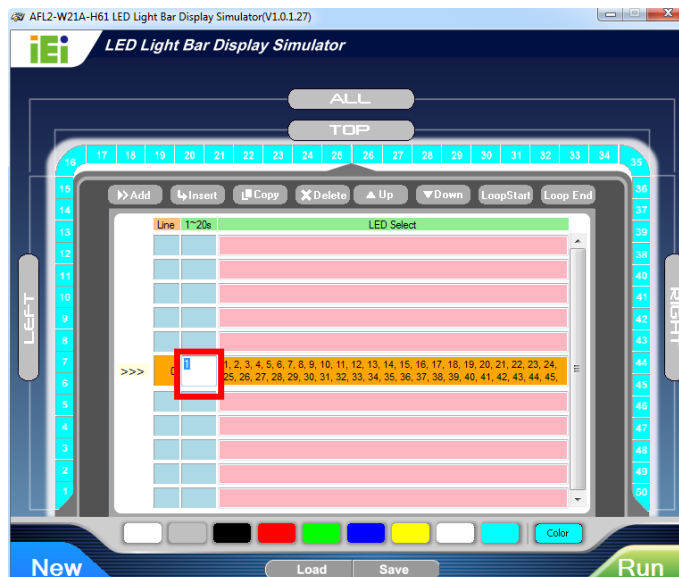 AFL2-W21A-H61 LED Light Bar Display Simulator(V1.0.1.27)
iEi LED Light Bar Display Simulator
ALL
TOP
16 17 18 19 20 21 22 23 24 25 26 27 28 29 30 31 32 33 34 35
15 Add Insert Copy Delete Up Down LoopStart Loop End 36
14 37
13 Line 1~20s LED Select 39
12 38
11 40
10 41
LEFT RIGHT
9 42
8 43
7 1, 2, 3, 4, 5, 6, 7, 8, 9, 10, 11, 12, 13, 14, 15, 16, 17, 18, 19, 20, 21, 22, 23, 24, 44
>>> 0 1
6 25, 26, 27, 28, 29, 30, 31, 32, 33, 34, 35, 36, 37, 38, 39, 40, 41, 42, 43, 44, 45, 45
5 46
4 47
3 48
2 49
1 50
Color
New Load Save Run